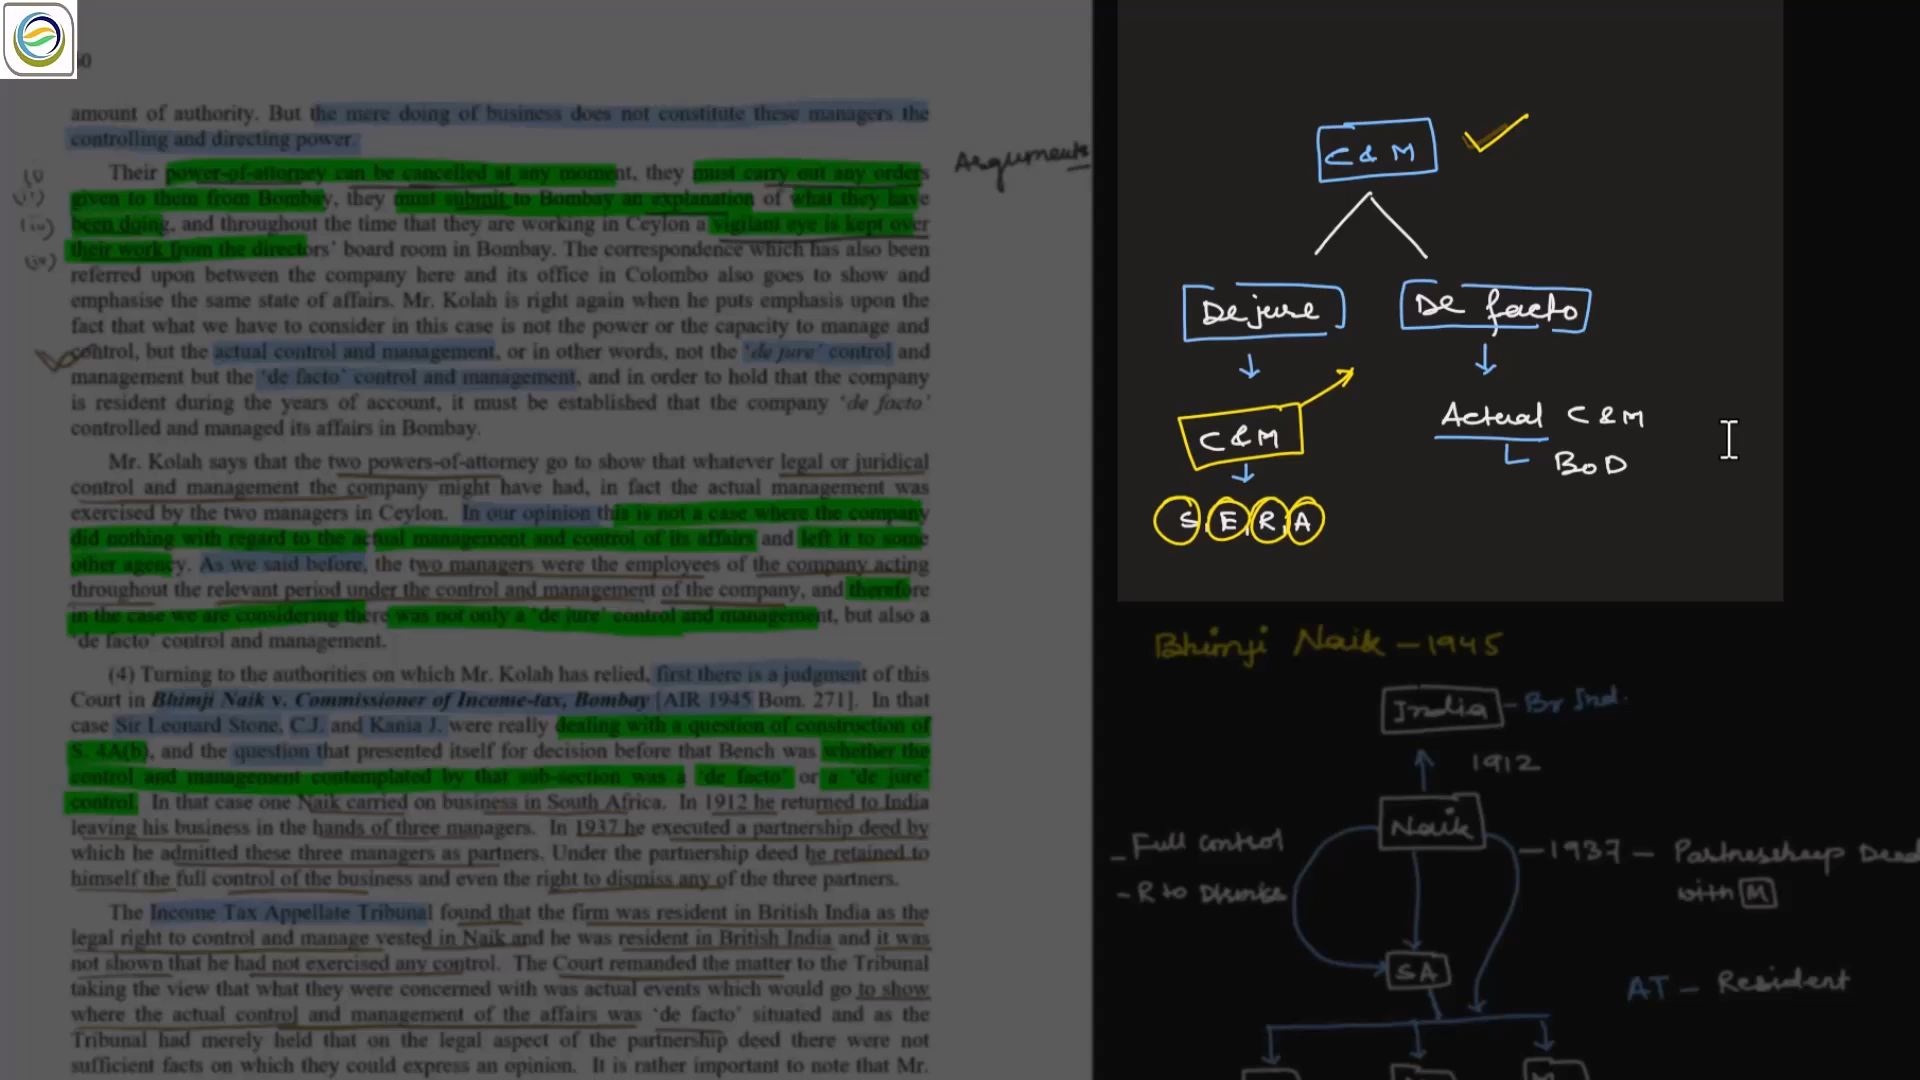 amount of authority. But the mere doing of business does not constitute these managers the
controlling and directing power.
Their power-of-attorney can be cancelled at any moment, they must carry out any orders
given to them from Bombay, they must submit to Bombay an explanation of what they have
been doing, and throughout the time that they are working in Ceylon a vigilant eye is kept over
their work from the directors' board room in Bombay. The correspondence which has also been
referred upon between the company here and its office in Colombo also goes to show and
emphasise the same state of affairs. Mr. Kolah is right again when he puts emphasis upon the
fact that what we have to consider in this case is not the power or the capacity to manage and
control, but the actual control and management, or in other words, not the 'de jure' control and
management but the 'de facto' control and management, and in order to hold that the company
is resident during the years of account, it must be established that the company 'de facto'
controlled and managed its affairs in Bombay.
Mr. Kolah says that the two powers-of-attorney go to show that whatever legal or juridical
control and management the company might have had, in fact the actual management was
exercised by the two managers in Ceylon. In our opinion this is not a case where the company
did nothing with regard to the actual management and control of its affairs and left it to some
other agency. As we said before, the two managers were the employees of the company acting
throughout the relevant period under the control and management of the company, and therefore
in the case we are considering there was not only a 'de jure' control and management, but also a
'de facto' control and management.
(4) Turning to the authorities on which Mr. Kolah has relied, first there is a judgment of this
Court in Bhimji Naik v. Commissioner of Income-tax, Bombay [AIR 1945 Bom. 271]. In that
case Sir Leonard Stone, C.J. and Kania J. were really dealing with a question of construction of
S. 4A(b), and the question that presented itself for decision before that Bench was whether the
control and management contemplated by that sub-section was a 'de facto' or a 'de jure'
control. In that case one Naik carried on business in South Africa. In 1912 he returned to India
leaving his business in the hands of three managers. In 1937 he executed a partnership deed by
which he admitted these three managers as partners. Under the partnership deed he retained to
himself the full control of the business and even the right to dismiss any of the three partners.
The Income Tax Appellate Tribunal found that the firm was resident in British India as the
legal right to control and manage vested in Naik and he was resident in British India and it was
not shown that he had not exercised any control. The Court remanded the matter to the Tribunal
taking the view that what they were concerned with was actual events which would go to show
where the actual control and management of the affairs was 'de facto' situated and as the
Tribunal had merely held that on the legal aspect of the partnership deed there were not
sufficient facts on which they could express an opinion. It is rather important to note that Mr.
Arguments
C & M
De jure
De facto
C & M
S, E, R, A
Actual C & M
BOD
Bhimji Naik – 1945
India – Br Ind.
1912
Naik
- Full control
- R to Dismiss
– 1937 – Partnership Deed
with M
SA
AT – Resident